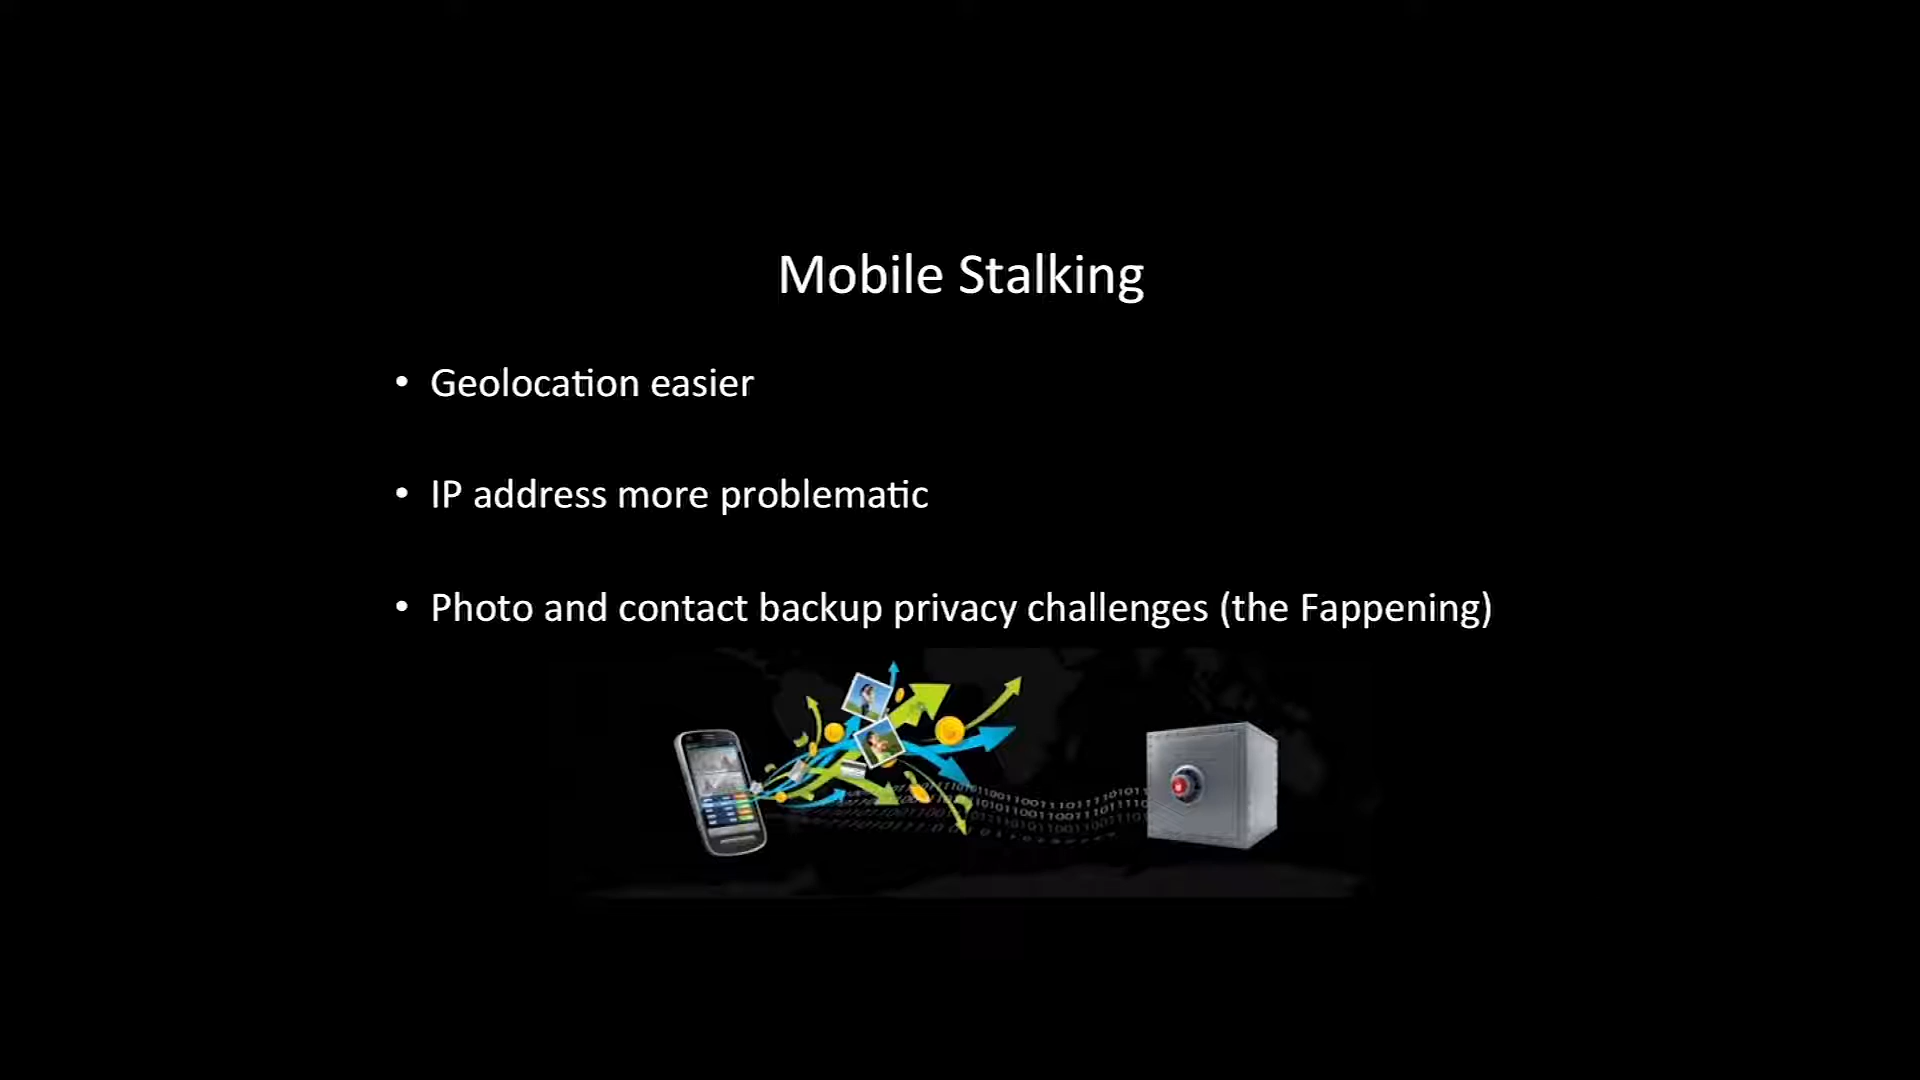 Mobile Stalking
• Geolocation easier
• IP address more problematic
• Photo and contact backup privacy challenges (the Fappening)